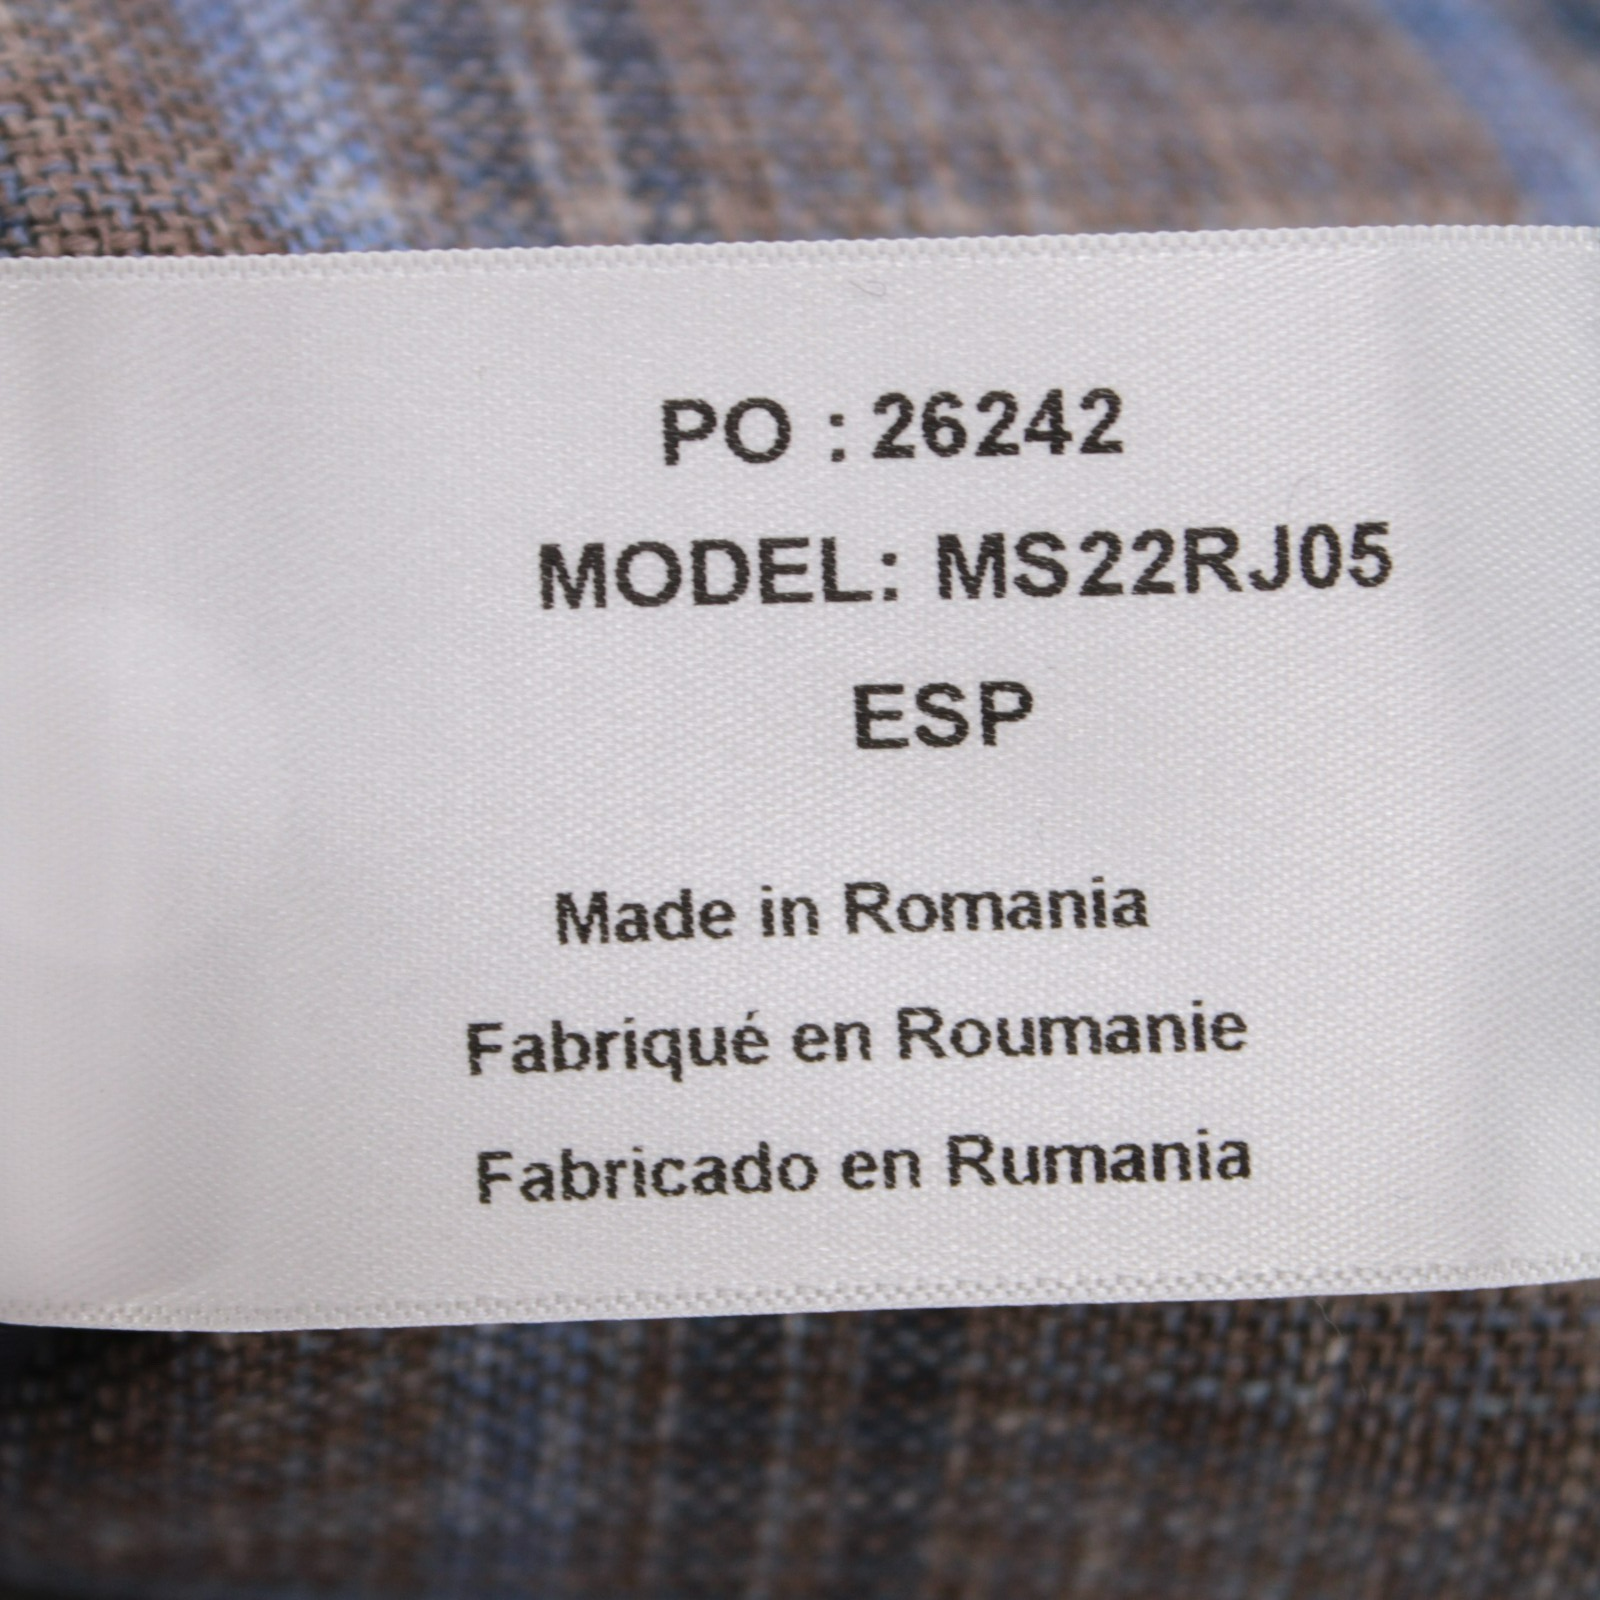 PO : 26242
MODEL: MS22RJ05
ESP
Made in Romania
Fabriqué en Roumanie
Fabricado en Rumania